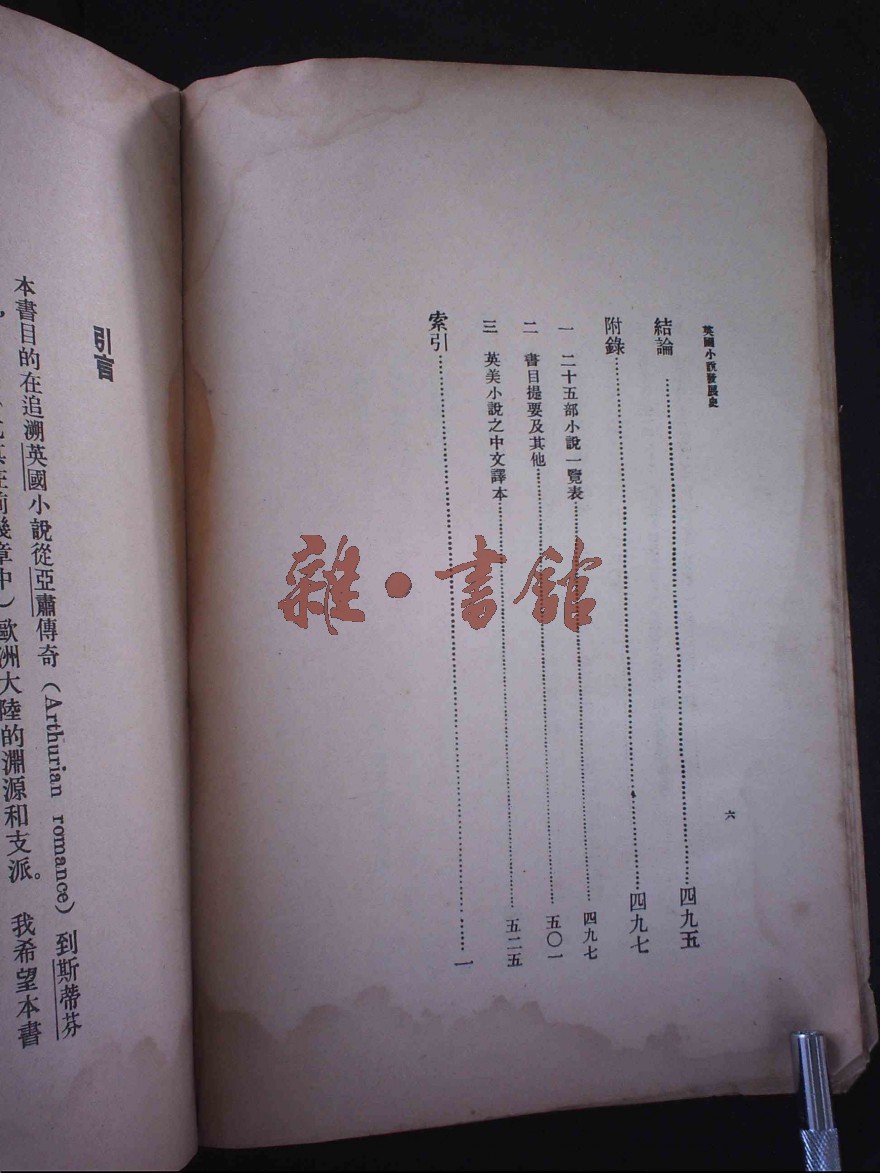 英國小說發展史
六
結論……四九五
附錄……四九七
一 二十五部小說一覽表……四九七
二 書目提要及其他……五〇一
三 英美小說之中文譯本……五二五
索引……一
引言
本書目的在追溯英國小說從亞蕭傳奇（Arthurian romance）到斯蒂芬
歐洲大陸的淵源和支派。我希望本書
雜·書館